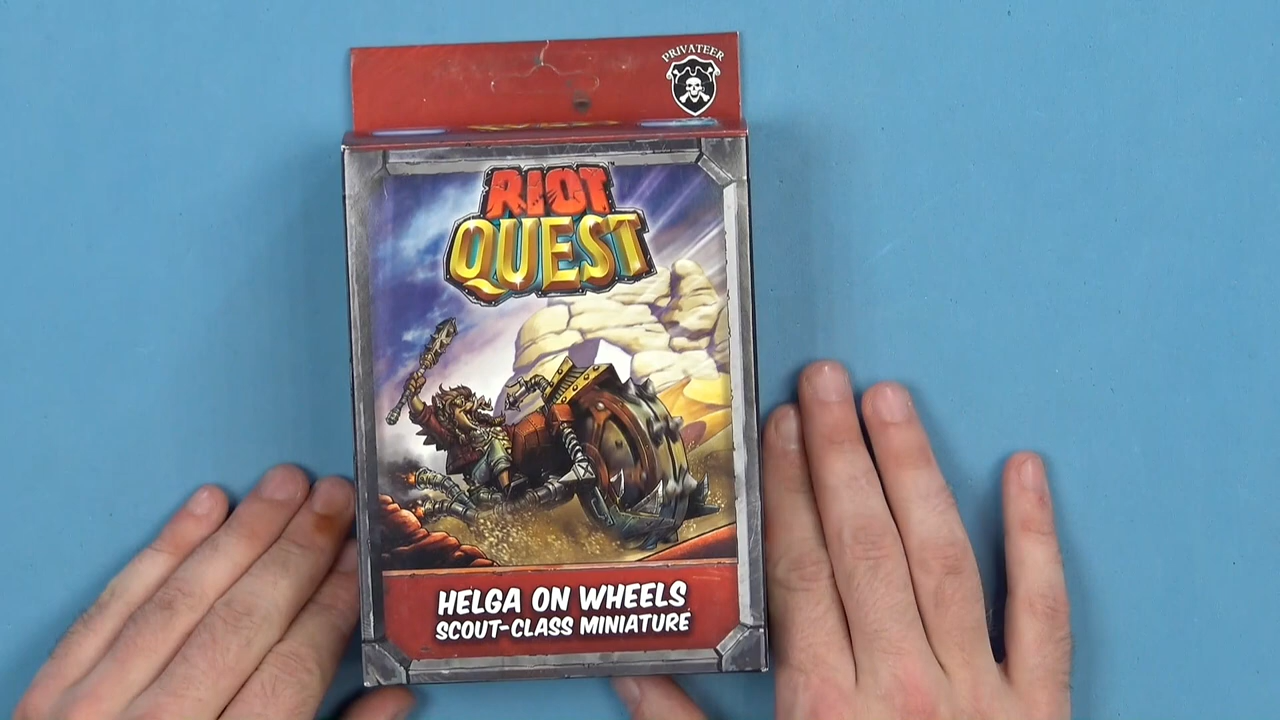 PRIVATEER
RIOT
QUEST
HELGA ON WHEELS
SCOUT-CLASS MINIATURE